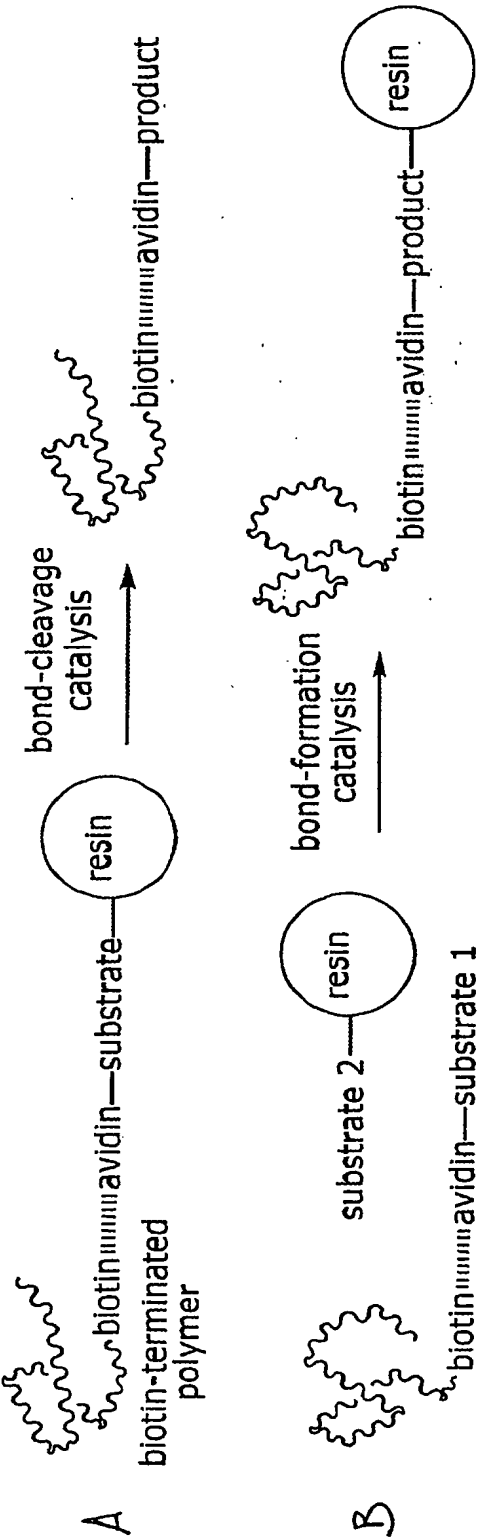 A
biotin-terminated
polymer
biotin avidin—substrate—resin
bond-cleavage
catalysis
biotin avidin—product
B
biotin avidin—substrate 1
substrate 2—resin
bond-formation
catalysis
biotin avidin—product—resin